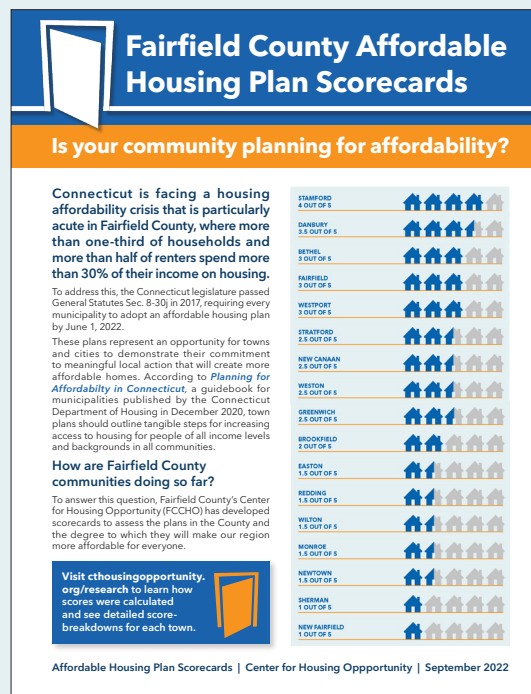 Fairfield County Affordable
Housing Plan Scorecards
Is your community planning for affordability?
Connecticut is facing a housing
affordability crisis that is particularly
acute in Fairfield County, where more
than one-third of households and
more than half of renters spend more
than 30% of their income on housing.
To address this, the Connecticut legislature passed
General Statutes Sec. 8-30j in 2017, requiring every
municipality to adopt an affordable housing plan
by June 1, 2022.
These plans represent an opportunity for towns
and cities to demonstrate their commitment
to meaningful local action that will create more
affordable homes. According to Planning for
Affordabilty in Connecticut, a guidebook for
municipalities published by the Connecticut
Department of Housing in December 2020, town
plans should outline tangible steps for increasing
access to housing for people of all income levels
and backgrounds in all communities.
How are Fairfield County
communities doing so far?
To answer this question, Fairfield County's Center
for Housing Opportunity (FCCHO) has developed
scorecards to assess the plans in the County and
the degree to which they will make our region
more affordable for everyone.
Visit cthousingopportunity.
org/research to learn how
scores were calculated
and see detailed score-
breakdowns for each town.
STAMFORD
4 OUT OF 5
DANBURY
3.5 OUT OF 5
BETHEL
3 OUT OF 5
FAIRFIELD
3 OUT OF 5
WESTPORT
3 OUT OF 5
STRATFORD
2.5 OUT OF 5
NEW CANAAN
2.5 OUT OF 5
WESTON
2.5 OUT OF 5
GREENWICH
2.5 OUT OF 5
BROOKFIELD
2 OUT OF 5
EASTON
1.5 OUT OF 5
REDDING
1.5 OUT OF 5
WILTON
1.5 OUT OF 5
MONROE
1.5 OUT OF 5
NEWTOWN
1.5 OUT OF 5
SHERMAN
1 OUT OF 5
NEW FAIRFIELD
1 OUT OF 5
Affordable Housing Plan Scorecards | Center for Housing Oppportunity | September 2022